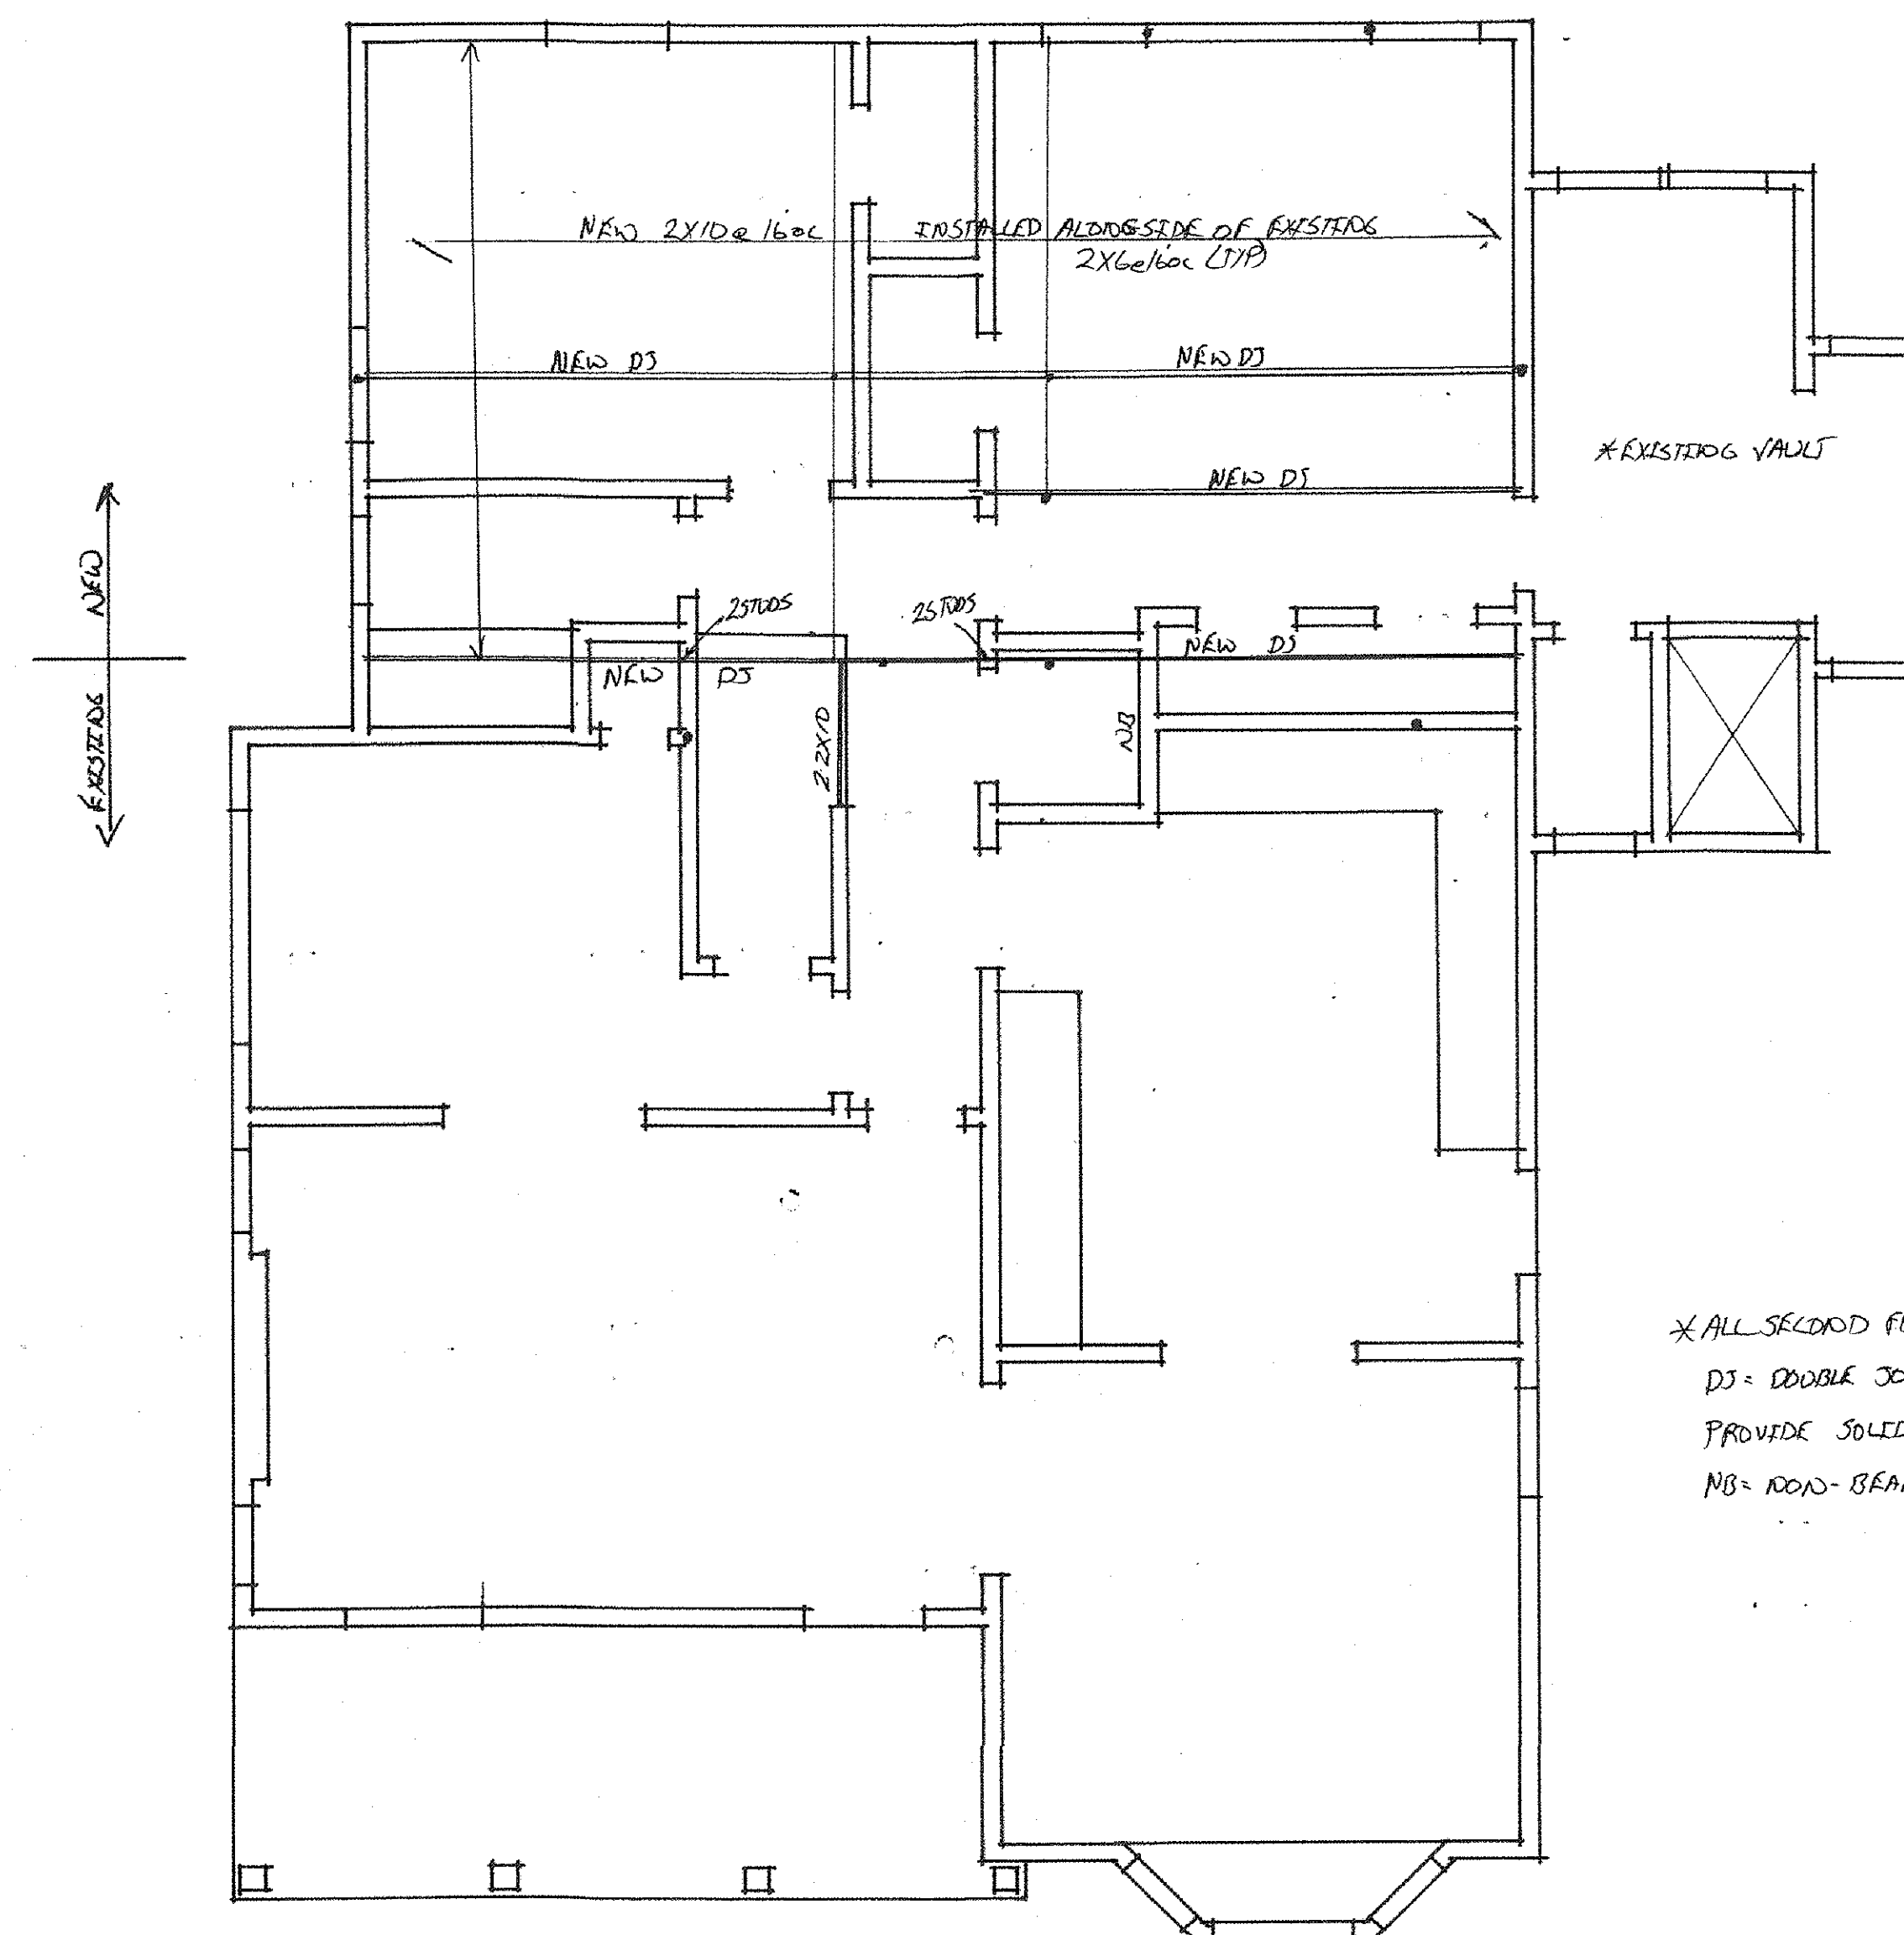 NEW 2X10 @ 16oc INSTALLED ALONGSIDE OF EXISTING
2X6@16oc (TYP)
NEW DJ
NEW DJ
*EXISTING VAULT
NEW DJ
NEW
EXISTING
2STUDS
2STUDS
NEW DJ
NEW DJ
2-2X10
NB
*ALL SECOND
DJ= DOUBLE
PROVIDE SOLID
NB= NON-